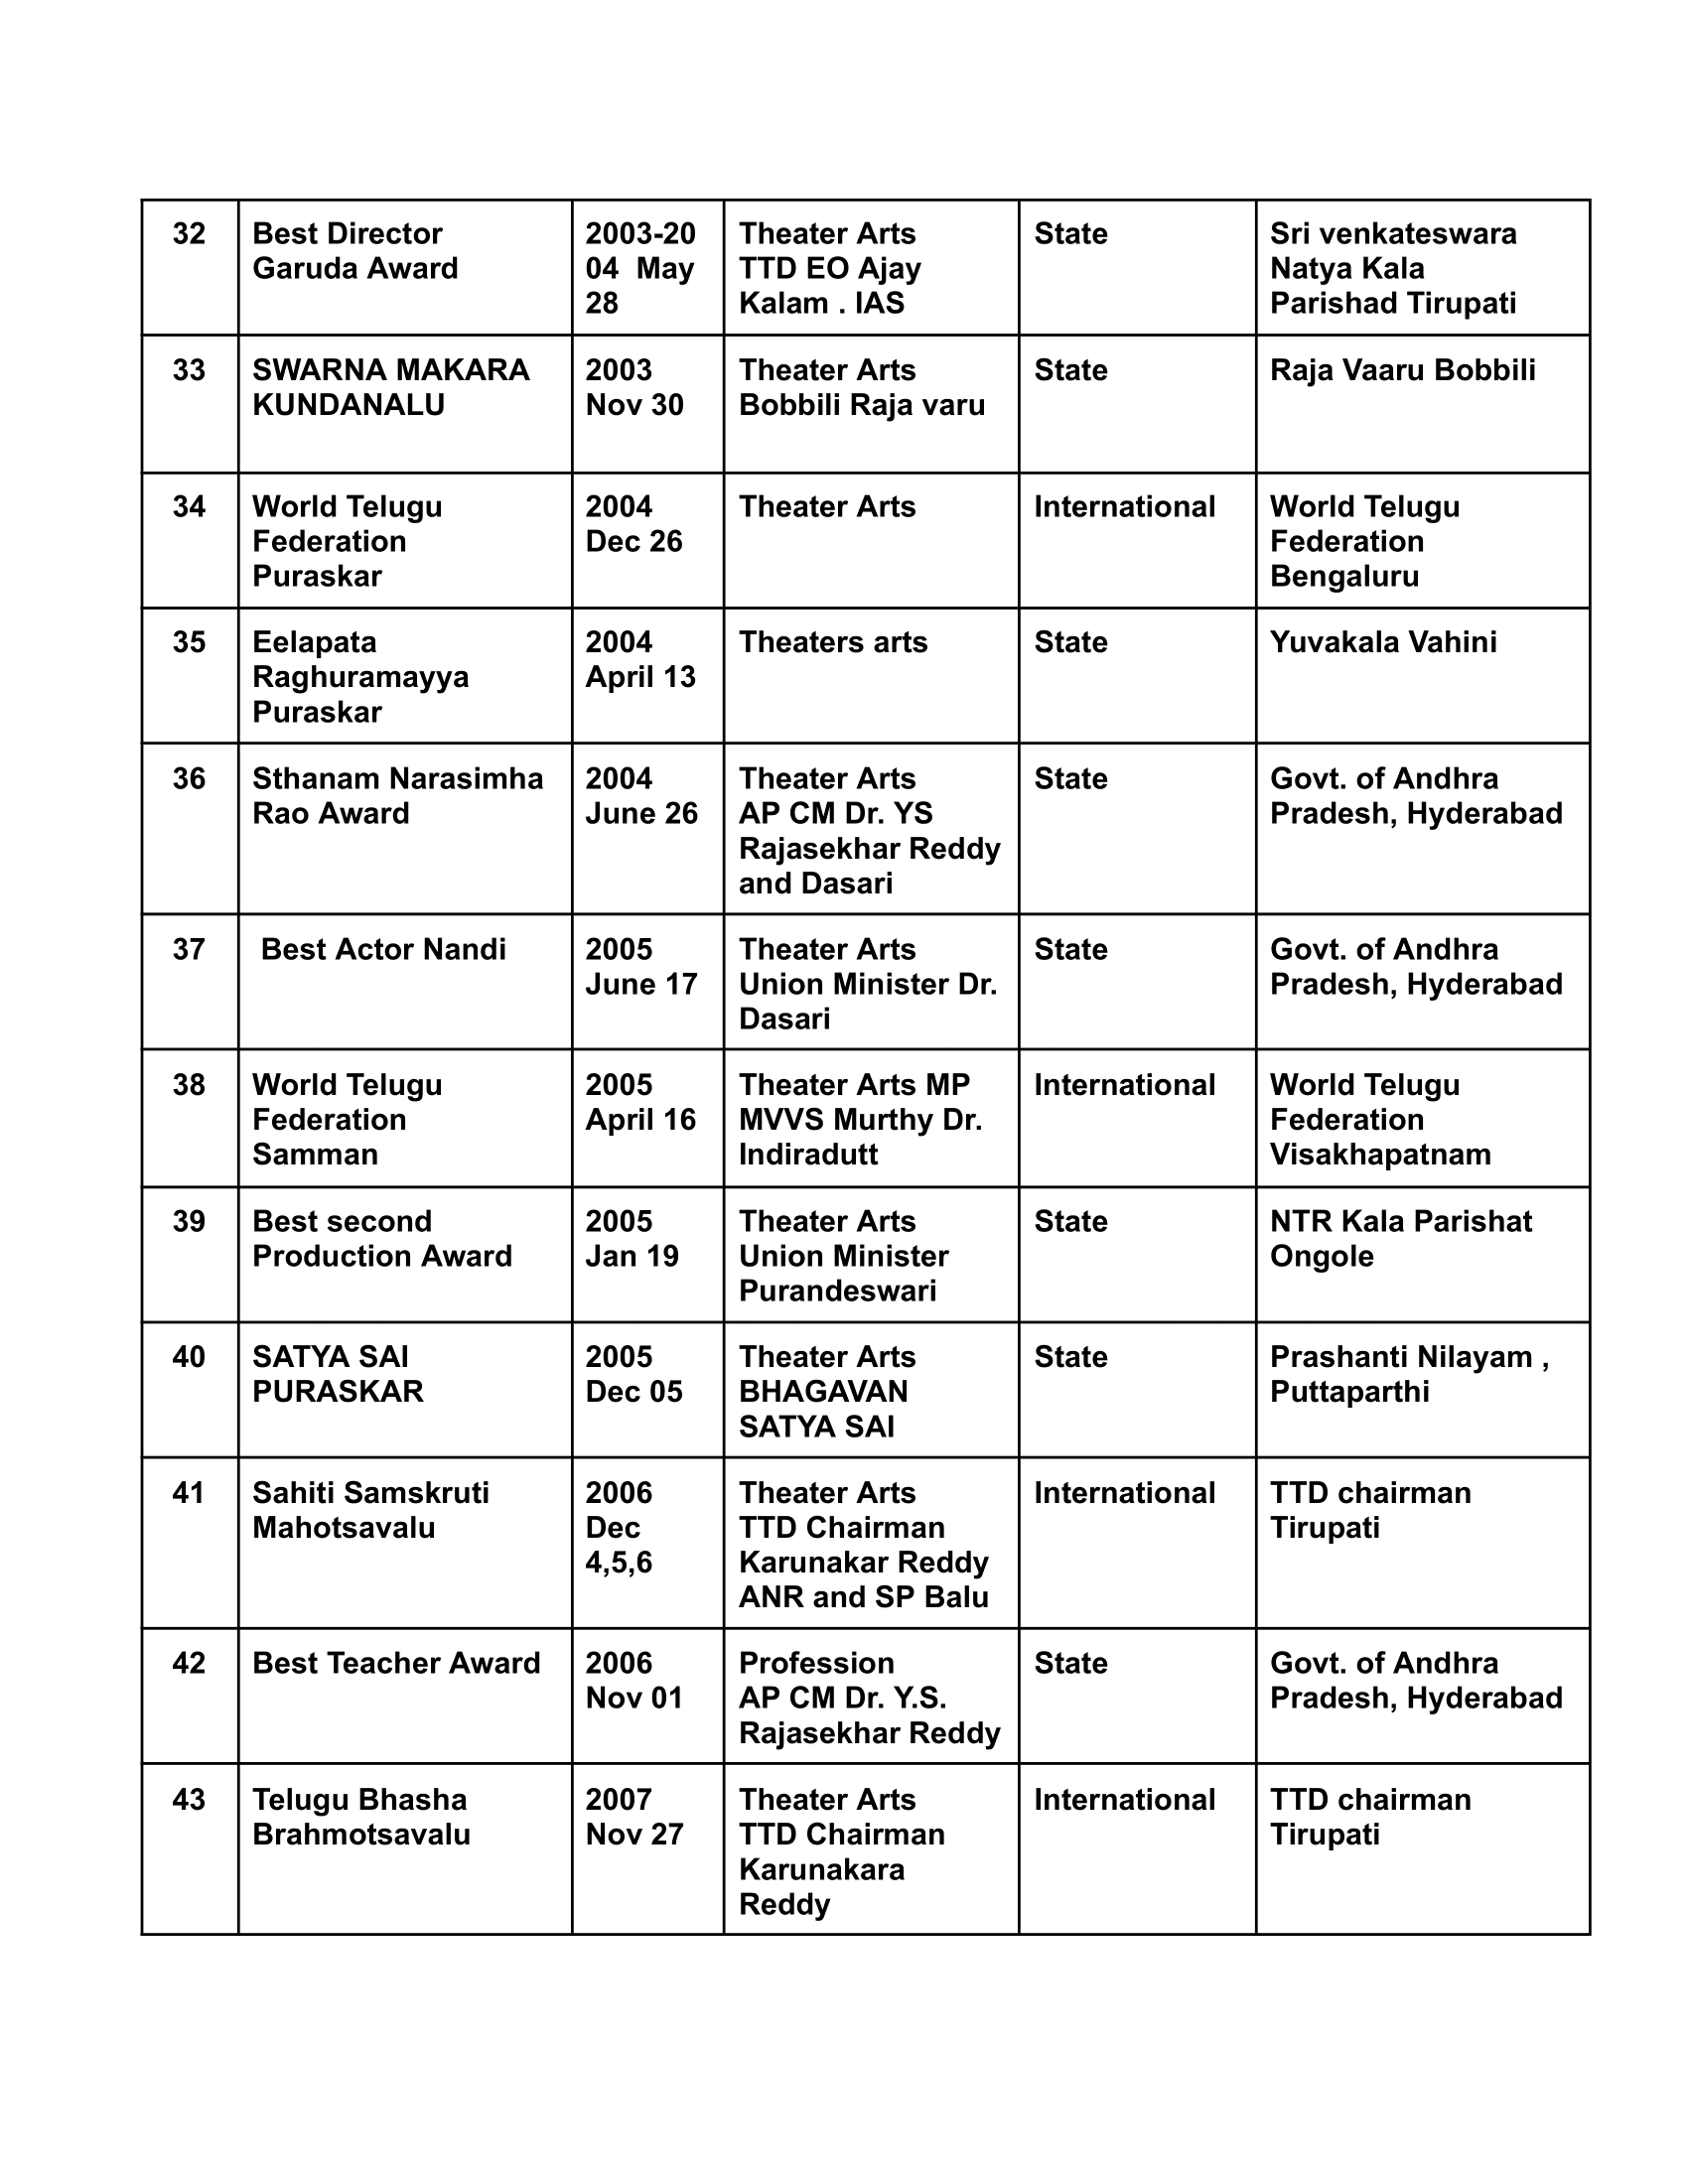 32
Best Director
Garuda Award
2003-20
04  May
28
Theater Arts
TTD EO Ajay
Kalam . IAS
State
Sri venkateswara
Natya Kala
Parishad Tirupati
33
SWARNA MAKARA
KUNDANALU
2003
Nov 30
Theater Arts
Bobbili Raja varu
State
Raja Vaaru Bobbili
34
World Telugu
Federation
Puraskar
2004
Dec 26
Theater Arts
International
World Telugu
Federation
Bengaluru
35
Eelapata
Raghuramayya
Puraskar
2004
April 13
Theaters arts
State
Yuvakala Vahini
36
Sthanam Narasimha
Rao Award
2004
June 26
Theater Arts
AP CM Dr. YS
Rajasekhar Reddy
and Dasari
State
Govt. of Andhra
Pradesh, Hyderabad
37
Best Actor Nandi
2005
June 17
Theater Arts
Union Minister Dr.
Dasari
State
Govt. of Andhra
Pradesh, Hyderabad
38
World Telugu
Federation
Samman
2005
April 16
Theater Arts MP
MVVS Murthy Dr.
Indiradutt
International
World Telugu
Federation
Visakhapatnam
39
Best second
Production Award
2005
Jan 19
Theater Arts
Union Minister
Purandeswari
State
NTR Kala Parishat
Ongole
40
SATYA SAI
PURASKAR
2005
Dec 05
Theater Arts
BHAGAVAN
SATYA SAI
State
Prashanti Nilayam ,
Puttaparthi
41
Sahiti Samskruti
Mahotsavalu
2006
Dec
4,5,6
Theater Arts
TTD Chairman
Karunakar Reddy
ANR and SP Balu
International
TTD chairman
Tirupati
42
Best Teacher Award
2006
Nov 01
Profession
AP CM Dr. Y.S.
Rajasekhar Reddy
State
Govt. of Andhra
Pradesh, Hyderabad
43
Telugu Bhasha
Brahmotsavalu
2007
Nov 27
Theater Arts
TTD Chairman
Karunakara
Reddy
International
TTD chairman
Tirupati